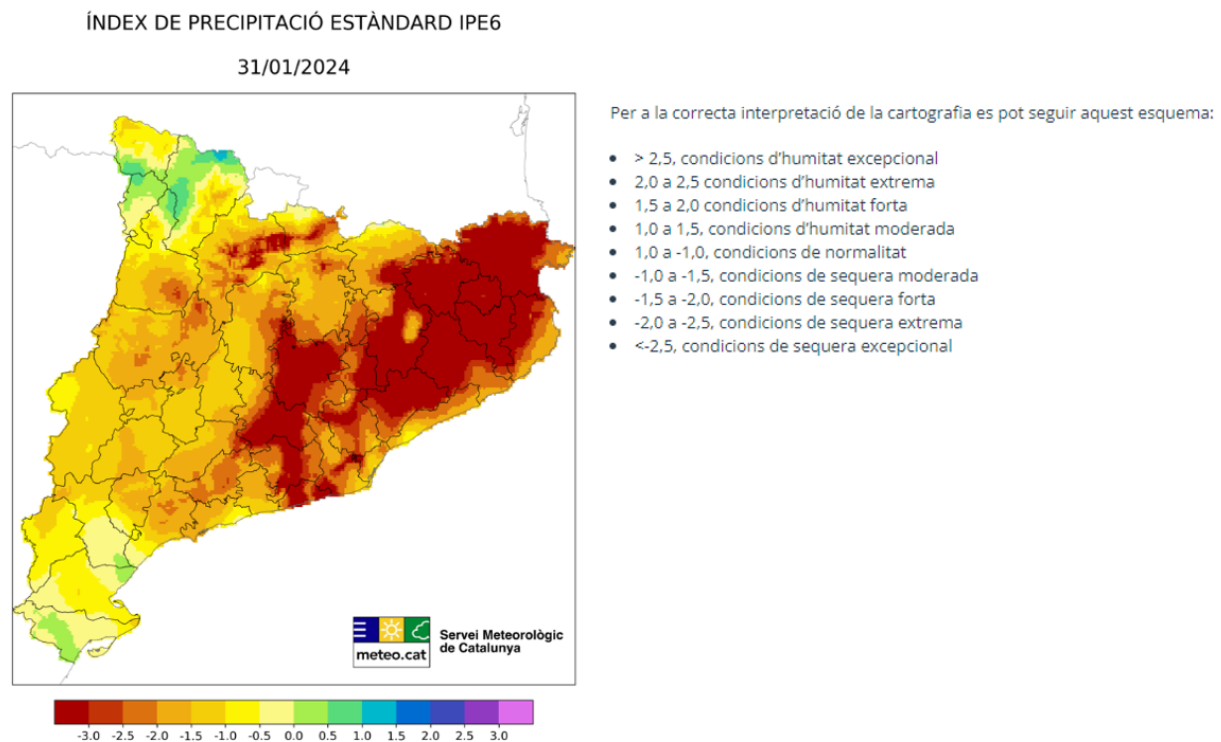 ÍNDEX DE PRECIPITACIÓ ESTÀNDARD IPE6
31/01/2024
Per a la correcta interpretació de la cartografia es pot seguir aquest esquema:
• > 2,5, condicions d'humitat excepcional
• 2,0 a 2,5 condicions d'humitat extrema
• 1,5 a 2,0 condicions d'humitat forta
• 1,0 a 1,5, condicions d'humitat moderada
• 1,0 a -1,0, condicions de normalitat
• -1,0 a -1,5, condicions de sequera moderada
• -1,5 a -2,0, condicions de sequera forta
• -2,0 a -2,5, condicions de sequera extrema
• <-2,5, condicions de sequera excepcional
meteo.cat
Servei Meteorològic
de Catalunya
-3.0 -2.5 -2.0 -1.5 -1.0 -0.5 0.0 0.5 1.0 1.5 2.0 2.5 3.0